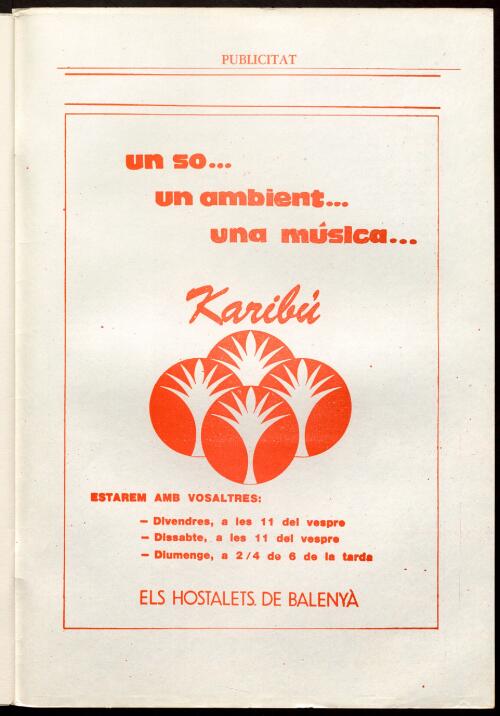 PUBLICITAT
un so...
un ambient...
una música...
Karibú
ESTAREM AMB VOSALTRES:
– Divendres, a les 11 del vespre
– Dissabte, a les 11 del vespre
– Diumenge, a 2/4 de 6 de la tarda
ELS HOSTALETS. DE BALENYÀ